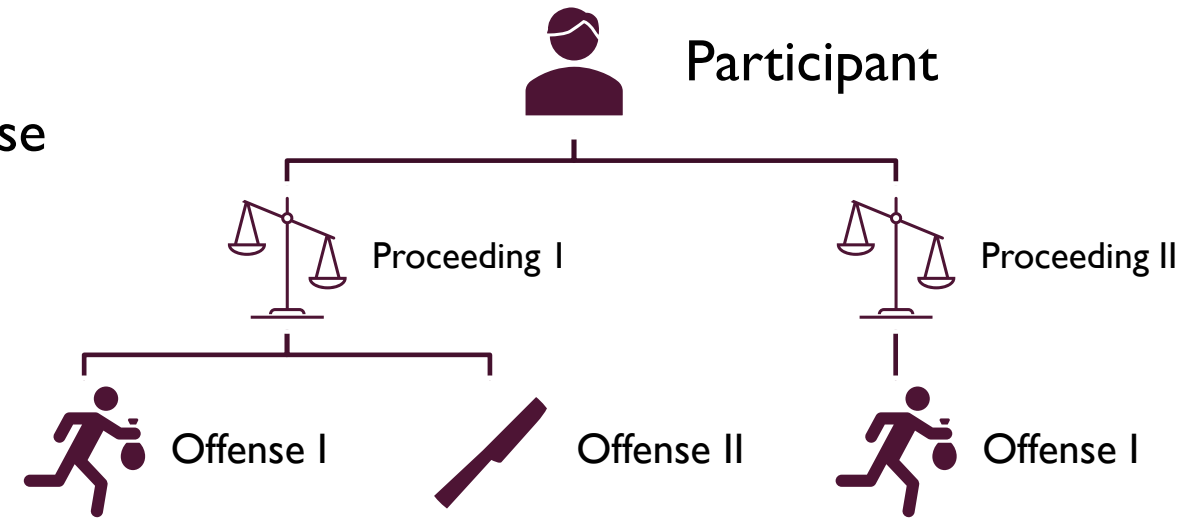 Participant
se
Proceeding I
Proceeding II
Offense I
Offense II
Offense I